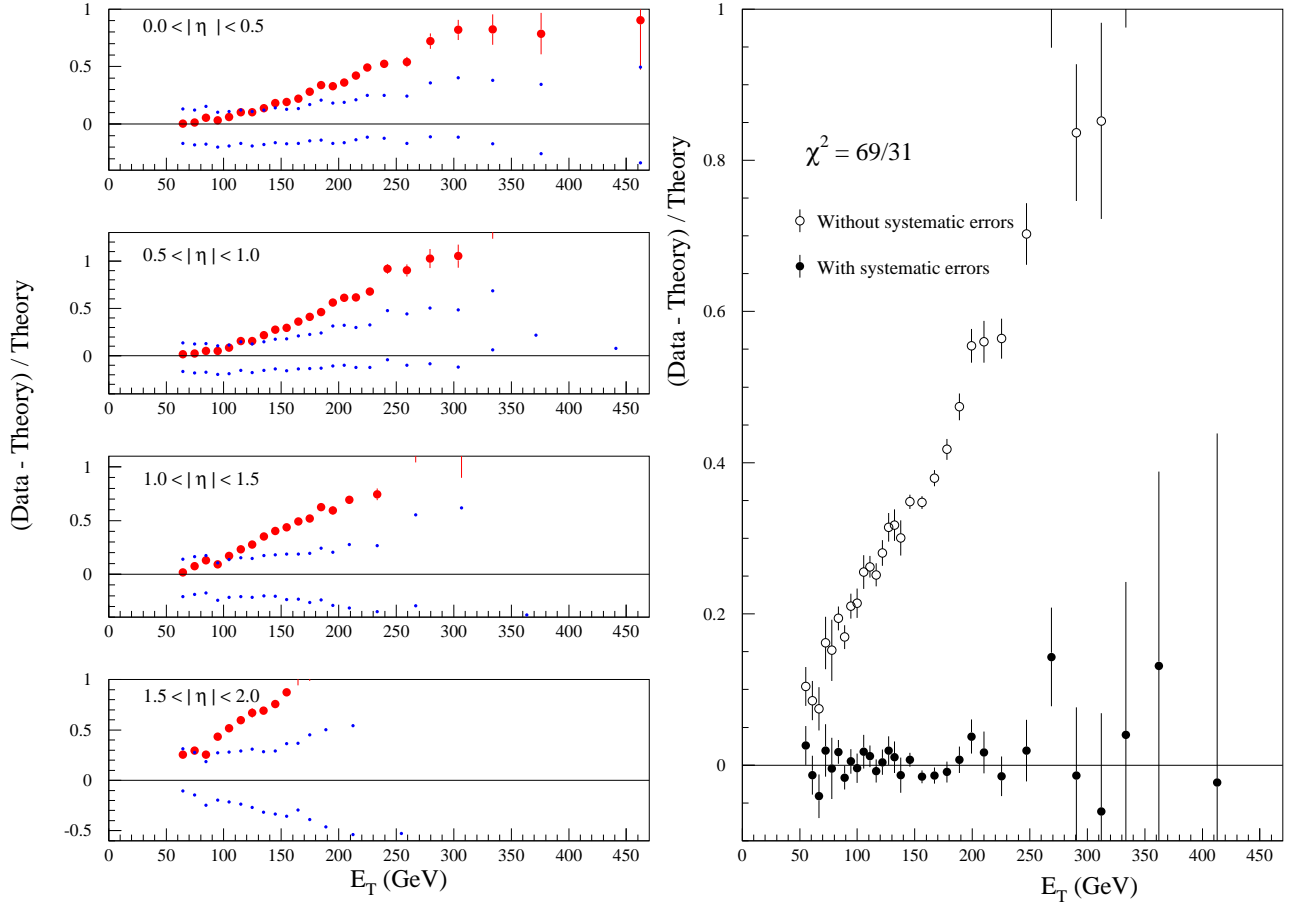 (Data - Theory) / Theory
0.0 < | η | < 0.5
1
0.5
0
0 50 100 150 200 250 300 350 400 450
0.5 < | η | < 1.0
1
0
0 50 100 150 200 250 300 350 400 450
1.0 < | η | < 1.5
1
0
0 50 100 150 200 250 300 350 400 450
1.5 < | η | < 2.0
1
0.5
0
-0.5
0 50 100 150 200 250 300 350 400 450
E_T (GeV)
(Data - Theory) / Theory
1
0.8
0.6
0.4
0.2
0
χ² = 69/31
Without systematic errors
With systematic errors
0 50 100 150 200 250 300 350 400 450
E_T (GeV)